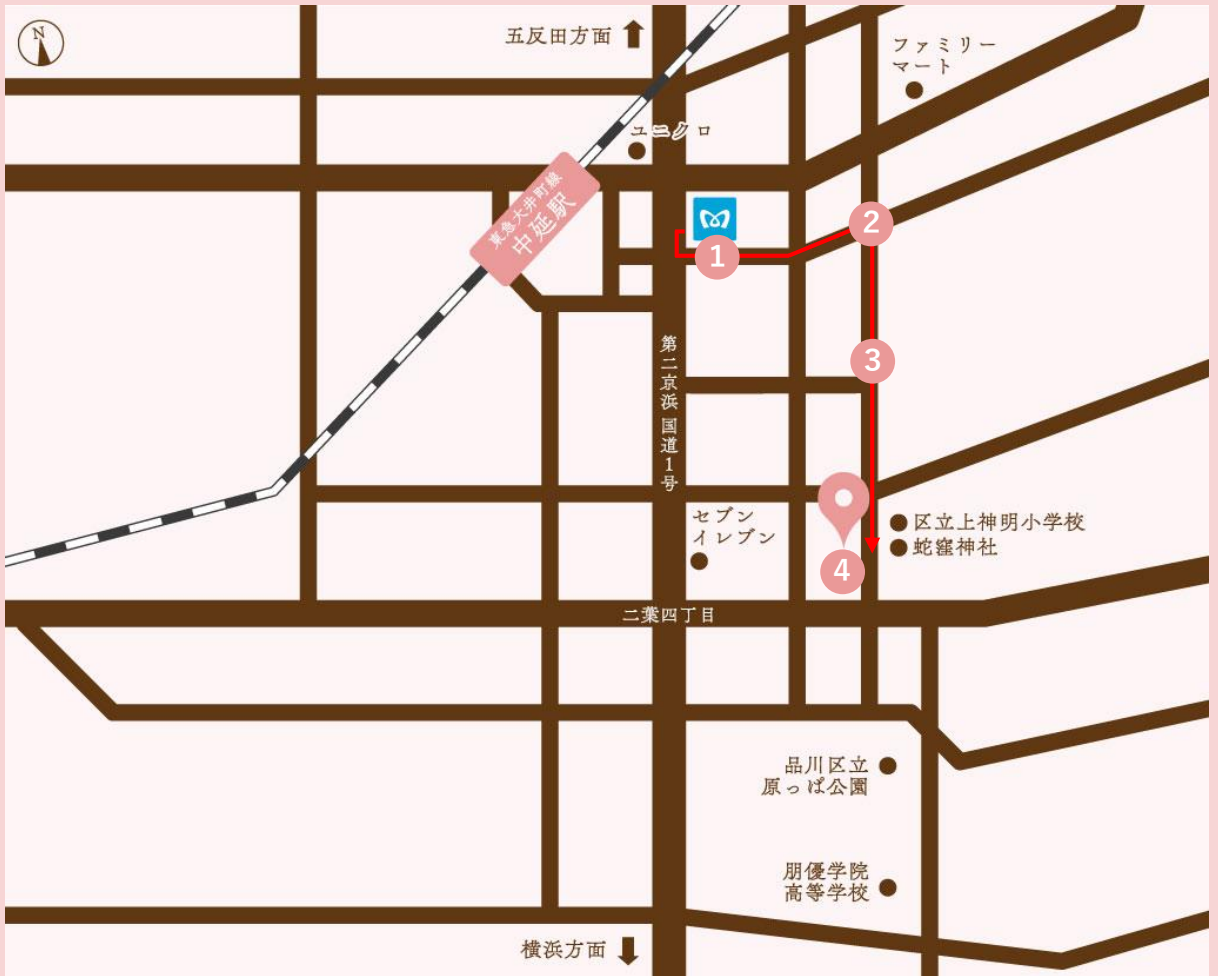 N
五反田方面
ファミリー
マート
ユニクロ
東急大井町線
中延駅
1
2
3
第二京浜 国道1号
セブン
イレブン
区立上神明小学校
蛇窪神社
4
二葉四丁目
品川区立
原っぱ公園
朋優学院
高等学校
横浜方面